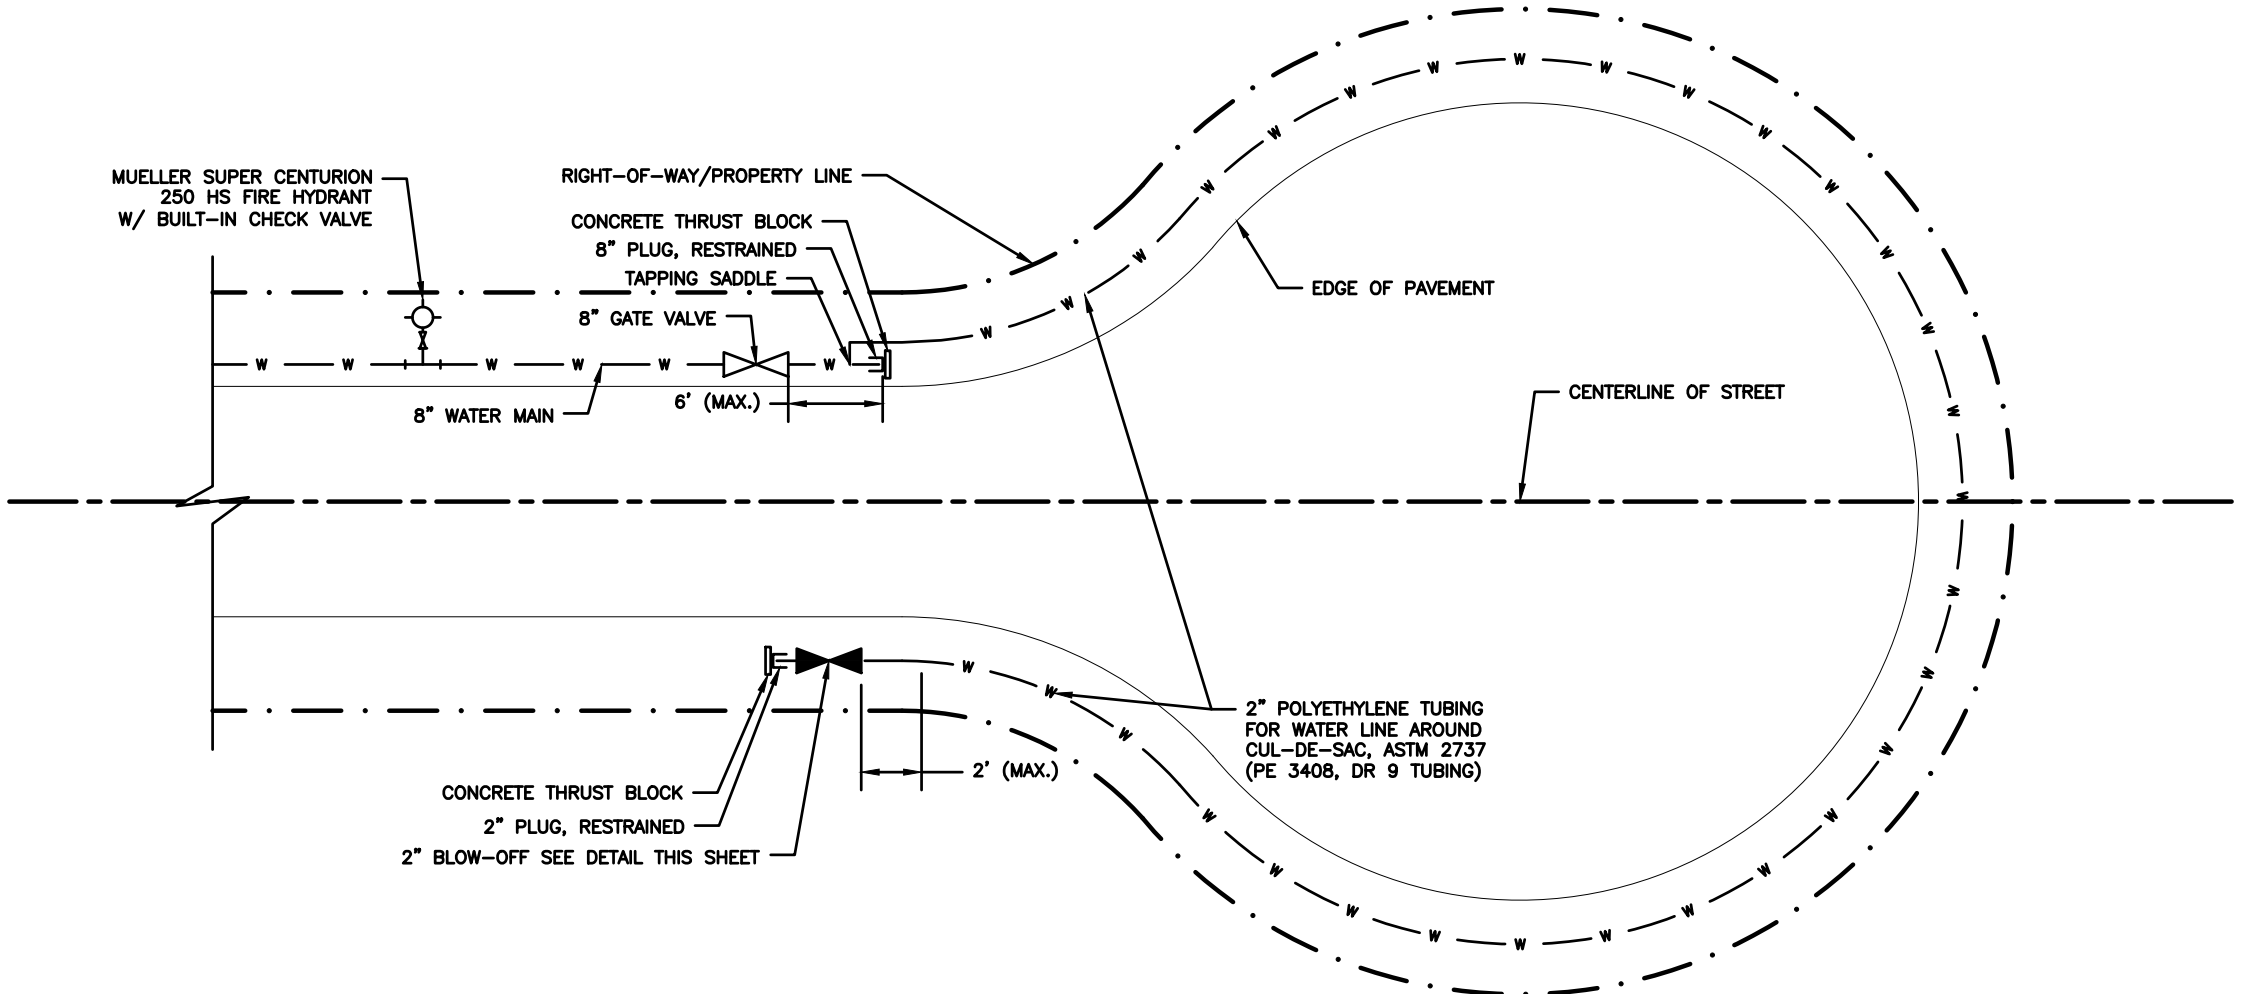 MUELLER SUPER CENTURION
250 HS FIRE HYDRANT
W/ BUILT-IN CHECK VALVE
RIGHT-OF-WAY/PROPERTY LINE
CONCRETE THRUST BLOCK
8" PLUG, RESTRAINED
TAPPING SADDLE
8" GATE VALVE
EDGE OF PAVEMENT
6' (MAX.)
8" WATER MAIN
CENTERLINE OF STREET
2" POLYETHYLENE TUBING
FOR WATER LINE AROUND
CUL-DE-SAC, ASTM 2737
(PE 3408, DR 9 TUBING)
2' (MAX.)
CONCRETE THRUST BLOCK
2" PLUG, RESTRAINED
2" BLOW-OFF SEE DETAIL THIS SHEET
W W W W W W
W W W W W W W W W W W W W W W W W W W W W W W W W W W W W W W